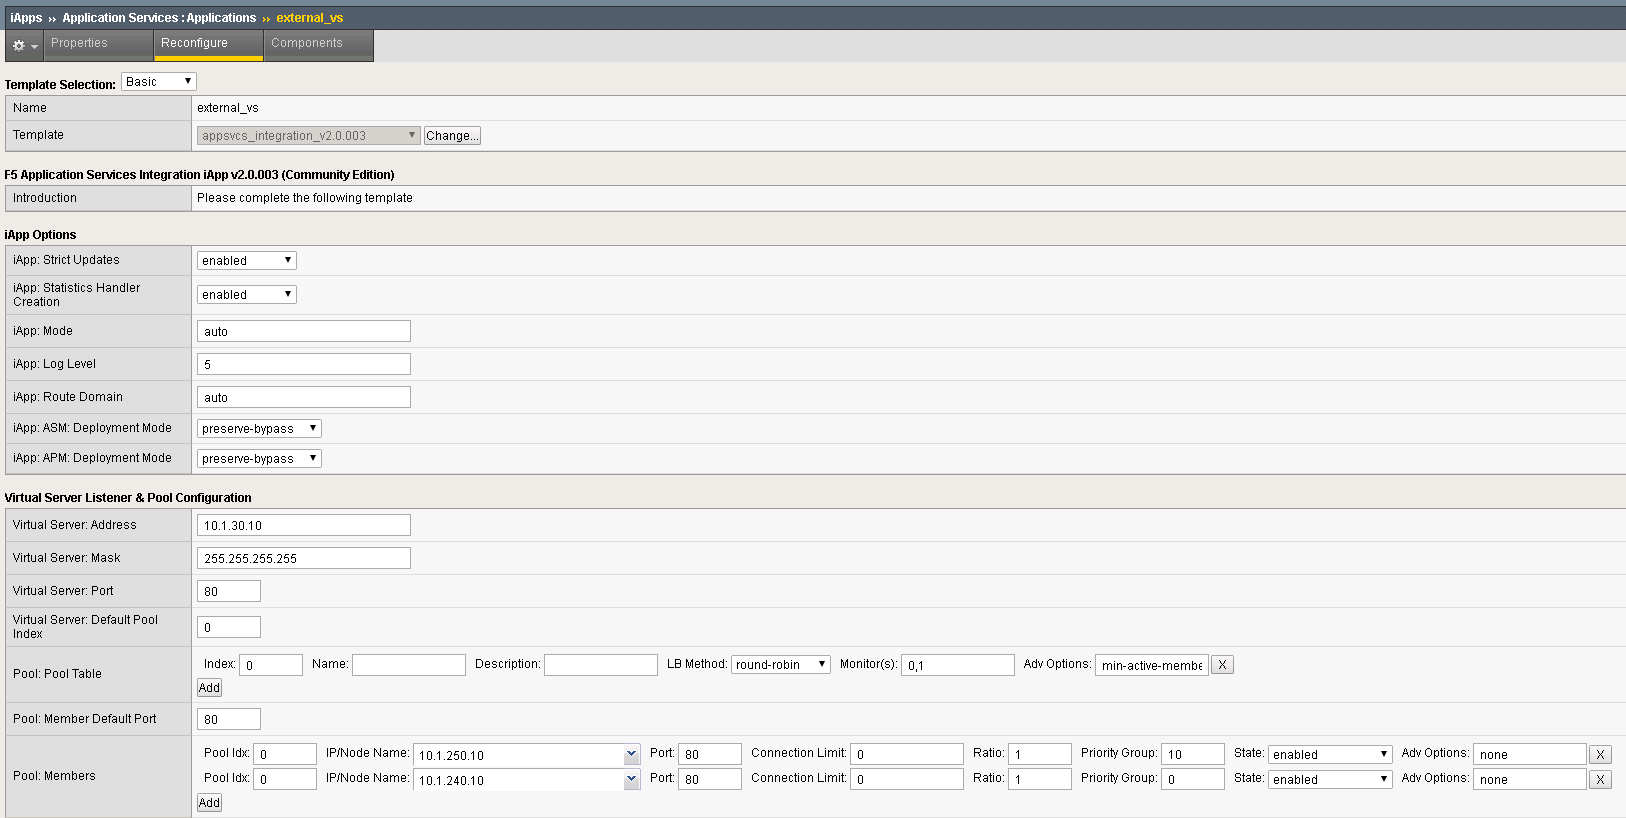 iApps » Application Services : Applications » external_vs
Properties Reconfigure Components
Template Selection: Basic
Name external_vs
Template appsvcs_integration_v2.0.003 Change...
F5 Application Services Integration iApp v2.0.003 (Community Edition)
Introduction Please complete the following template
iApp Options
iApp: Strict Updates enabled
iApp: Statistics Handler
Creation enabled
iApp: Mode auto
iApp: Log Level 5
iApp: Route Domain auto
iApp: ASM: Deployment Mode preserve-bypass
iApp: APM: Deployment Mode preserve-bypass
Virtual Server Listener & Pool Configuration
Virtual Server: Address 10.1.30.10
Virtual Server: Mask 255.255.255.255
Virtual Server: Port 80
Virtual Server: Default Pool
Index 0
Pool: Pool Table Index: 0 Name: Description: LB Method: round-robin Monitor(s): 0,1 Adv Options: min-active-membe X
Add
Pool: Member Default Port 80
Pool: Members
Pool Idx: 0 IP/Node Name: 10.1.250.10 Port: 80 Connection Limit: 0 Ratio: 1 Priority Group: 10 State: enabled Adv Options: none X
Pool Idx: 0 IP/Node Name: 10.1.240.10 Port: 80 Connection Limit: 0 Ratio: 1 Priority Group: 0 State: enabled Adv Options: none X
Add